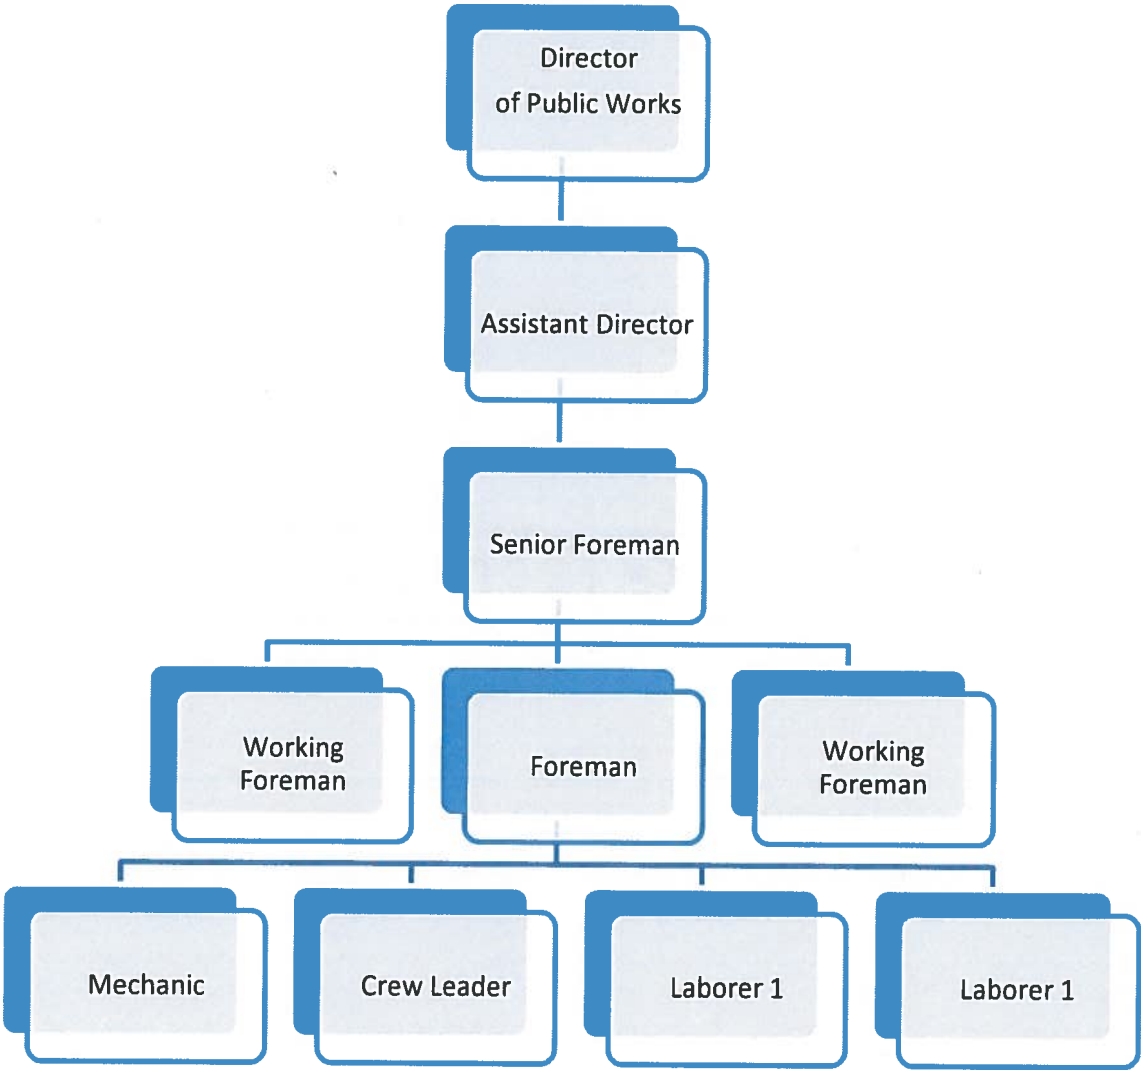 Director
of Public Works
Assistant Director
Senior Foreman
Working
Foreman
Foreman
Working
Foreman
Mechanic
Crew Leader
Laborer 1
Laborer 1